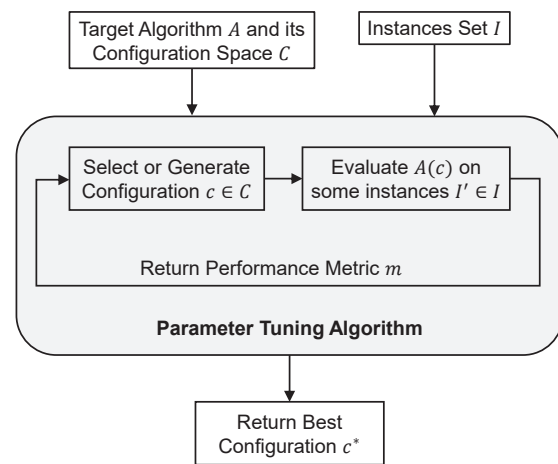 Target Algorithm A and its
Configuration Space C
Instances Set I
Select or Generate
Configuration c ∈ C
Evaluate A(c) on
some instances I′ ∈ I
Return Performance Metric m
Parameter Tuning Algorithm
Return Best
Configuration c*